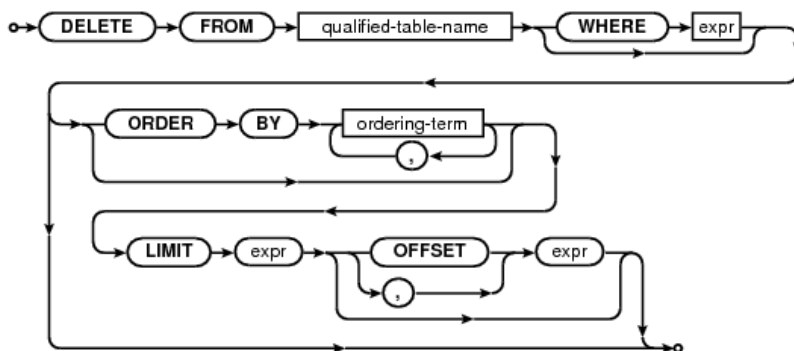 DELETE FROM qualified-table-name WHERE expr
ORDER BY ordering-term
,
LIMIT expr OFFSET expr
,